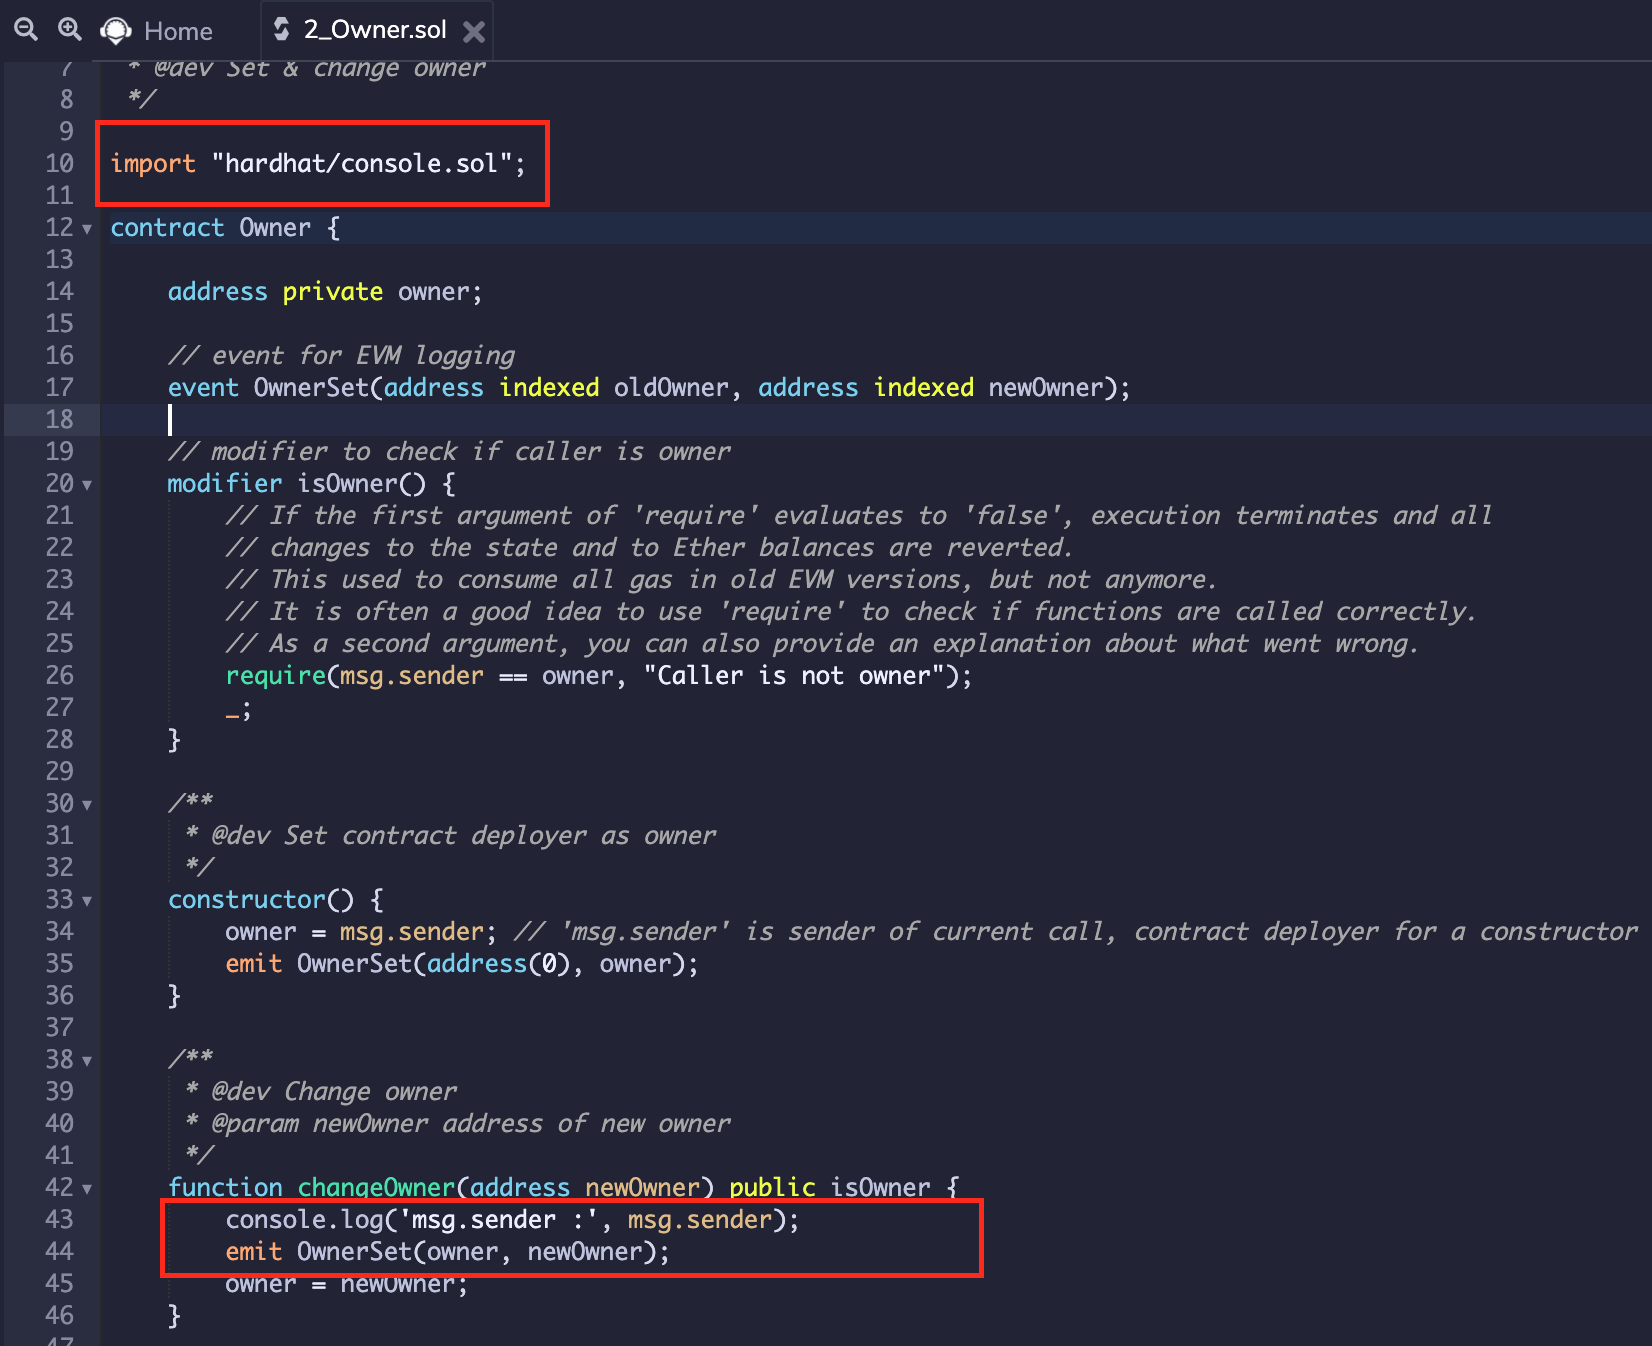 Home
2_Owner.sol
7 * @dev Set & change owner
8 */
9
10 import "hardhat/console.sol";
11
12 contract Owner {
13
14 address private owner;
15
16 // event for EVM logging
17 event OwnerSet(address indexed oldOwner, address indexed newOwner);
18
19 // modifier to check if caller is owner
20 modifier isOwner() {
21 // If the first argument of 'require' evaluates to 'false', execution terminates and all
22 // changes to the state and to Ether balances are reverted.
23 // This used to consume all gas in old EVM versions, but not anymore.
24 // It is often a good idea to use 'require' to check if functions are called correctly.
25 // As a second argument, you can also provide an explanation about what went wrong.
26 require(msg.sender == owner, "Caller is not owner");
27 _;
28 }
29
30 /**
31 * @dev Set contract deployer as owner
32 */
33 constructor() {
34 owner = msg.sender; // 'msg.sender' is sender of current call, contract deployer for a constructor
35 emit OwnerSet(address(0), owner);
36 }
37
38 /**
39 * @dev Change owner
40 * @param newOwner address of new owner
41 */
42 function changeOwner(address newOwner) public isOwner {
43 console.log('msg.sender :', msg.sender);
44 emit OwnerSet(owner, newOwner);
45 owner = newOwner;
46 }
47